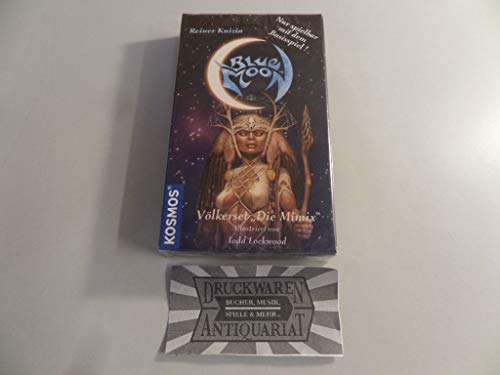 Reiner Knizia
Nur spielbar
mit dem
Basisspiel!
BLUE
MOON
KOSMOS
Völkerset „Die Mimix“
Illustriert von
Todd Lockwood
DRUCKWAREN
BÜCHER, MUSIK,
SPIELE & MEHR...
ANTIQUARIAT